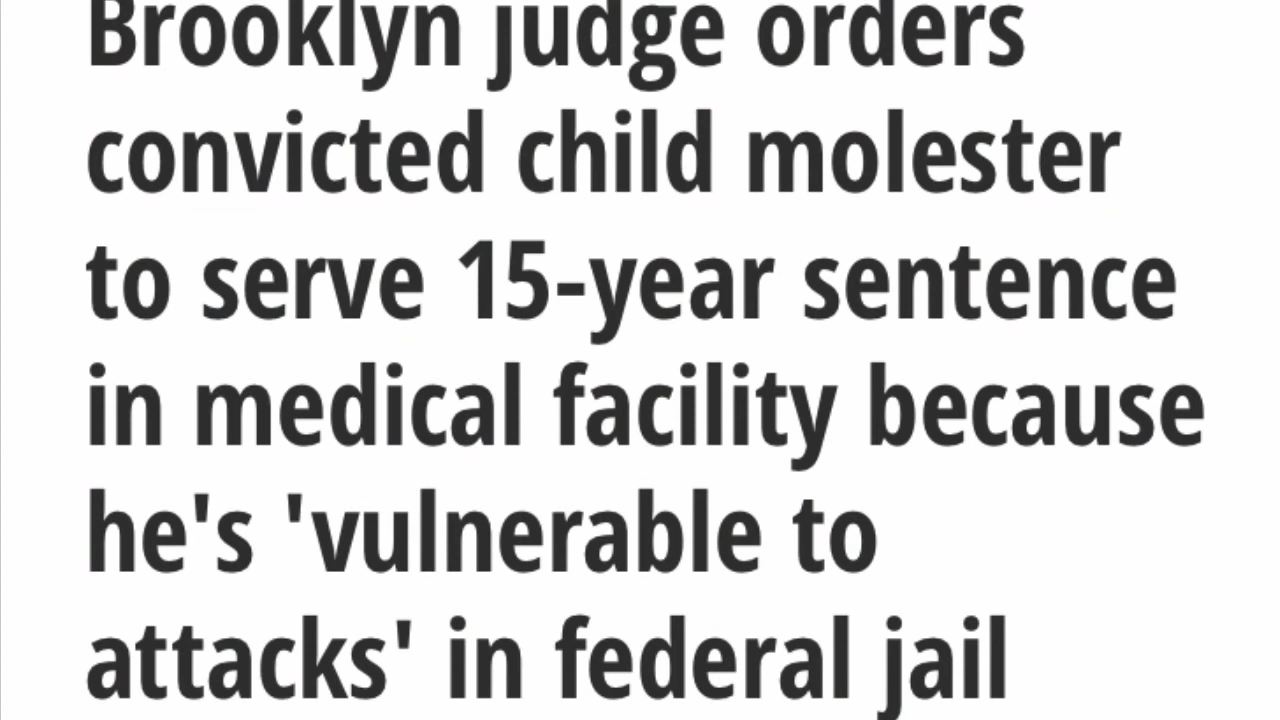 Brooklyn judge orders
convicted child molester
to serve 15-year sentence
in medical facility because
he's 'vulnerable to
attacks' in federal jail